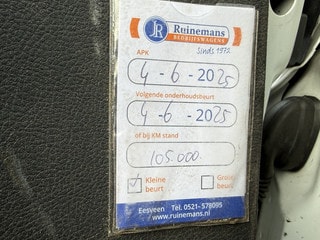 JR Ruinemans
BEDRIJFSWAGENS
sinds 1972
APK
4-6-2025
Volgende onderhoudsbeurt
4-6-2025
of bij KM stand
105.000
Kleine beurt
Grote beurt
Eesveen Tel. 0521-578095
www.ruinemans.nl